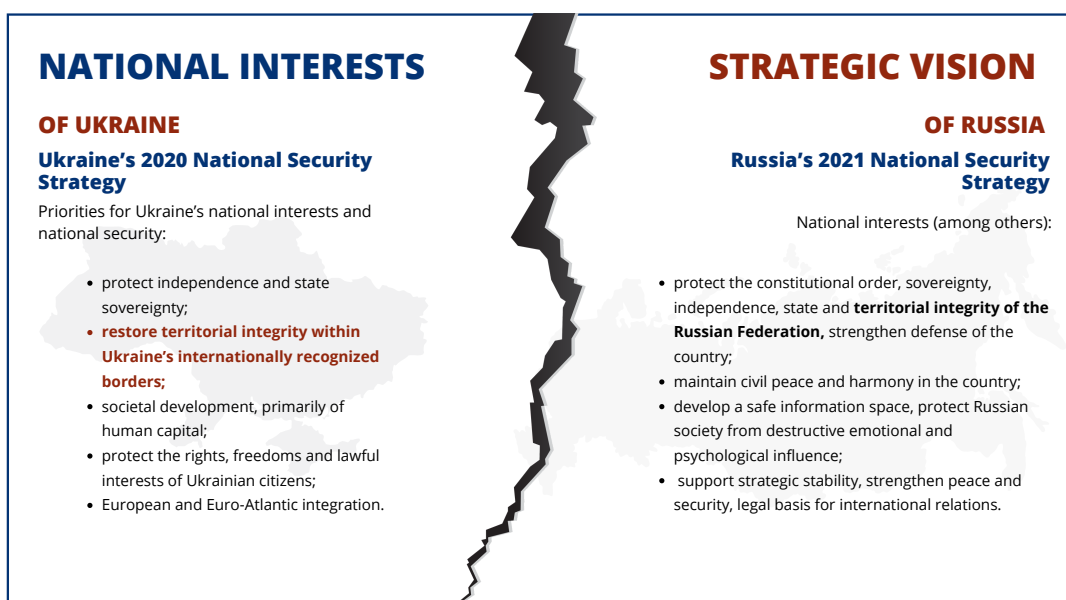 NATIONAL INTERESTS
OF UKRAINE
Ukraine's 2020 National Security
Strategy
Priorities for Ukraine's national interests and
national security:
• protect independence and state
sovereignty;
• restore territorial integrity within
Ukraine's internationally recognized
borders;
• societal development, primarily of
human capital;
• protect the rights, freedoms and lawful
interests of Ukrainian citizens;
• European and Euro-Atlantic integration.
STRATEGIC VISION
OF RUSSIA
Russia's 2021 National Security
Strategy
National interests (among others):
• protect the constitutional order, sovereignty,
independence, state and territorial integrity of the
Russian Federation, strengthen defense of the
country;
• maintain civil peace and harmony in the country;
• develop a safe information space, protect Russian
society from destructive emotional and
psychological influence;
• support strategic stability, strengthen peace and
security, legal basis for international relations.